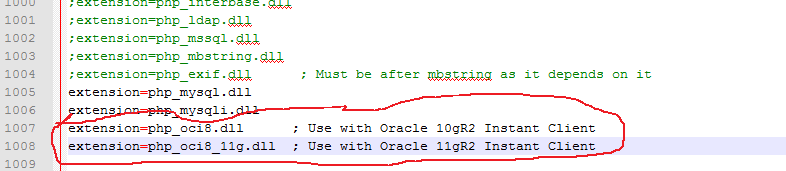 1000 ;extension=php_interbase.dll
1001 ;extension=php_ldap.dll
1002 ;extension=php_mssql.dll
1003 ;extension=php_mbstring.dll
1004 ;extension=php_exif.dll ; Must be after mbstring as it depends on it
1005 extension=php_mysql.dll
1006 extension=php_mysqli.dll
1007 extension=php_oci8.dll ; Use with Oracle 10gR2 Instant Client
1008 extension=php_oci8_11g.dll ; Use with Oracle 11gR2 Instant Client
1009